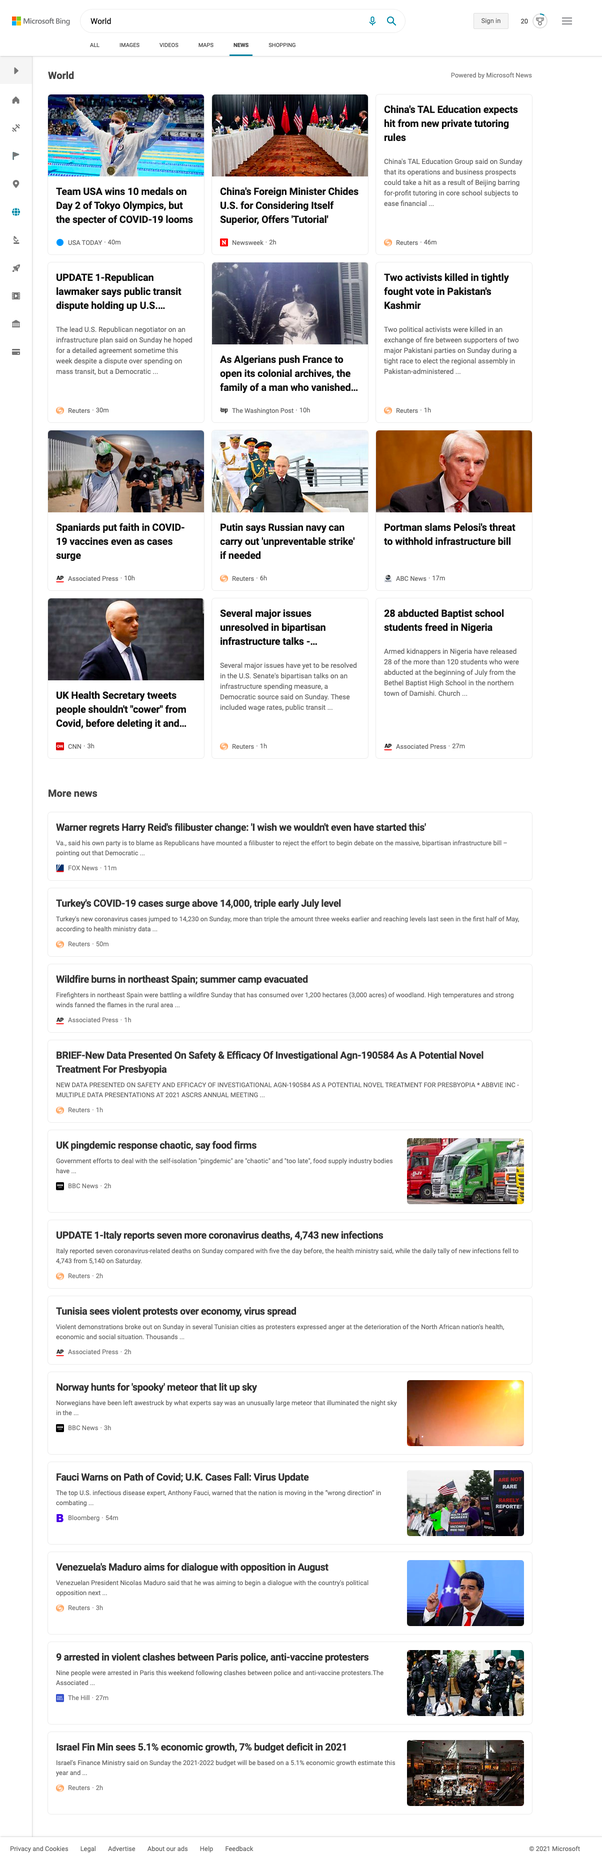 Microsoft Bing
World
Sign in
20
ALL
IMAGES
VIDEOS
MAPS
NEWS
SHOPPING
World
Powered by Microsoft News
Team USA wins 10 medals on
Day 2 of Tokyo Olympics, but
the specter of COVID-19 looms
USA TODAY · 40m
China's Foreign Minister Chides
U.S. for Considering Itself
Superior, Offers 'Tutorial'
N
Newsweek · 2h
China's TAL Education expects
hit from new private tutoring
rules
China's TAL Education Group said on Sunday
that its operations and business prospects
could take a hit as a result of Beijing barring
for-profit tutoring in core school subjects to
ease financial ...
Reuters · 46m
UPDATE 1-Republican
lawmaker says public transit
dispute holding up U.S....
The lead U.S. Republican negotiator on an
infrastructure plan said on Sunday he hoped
for a detailed agreement sometime this
week despite a dispute over spending on
mass transit, but a Democratic ...
Reuters · 30m
As Algerians push France to
open its colonial archives, the
family of a man who vanished...
wp
The Washington Post · 10h
Two activists killed in tightly
fought vote in Pakistan's
Kashmir
Two political activists were killed in an
exchange of fire between supporters of two
major Pakistani parties on Sunday during a
tight race to elect the regional assembly in
Pakistan-administered ...
Reuters · 1h
Spaniards put faith in COVID-
19 vaccines even as cases
surge
AP
Associated Press · 10h
Putin says Russian navy can
carry out 'unpreventable strike'
if needed
Reuters · 6h
Portman slams Pelosi's threat
to withhold infrastructure bill
ABC News · 17m
UK Health Secretary tweets
people shouldn't "cower" from
Covid, before deleting it and...
CNN
CNN · 3h
Several major issues
unresolved in bipartisan
infrastructure talks -...
Several major issues have yet to be resolved
in the U.S. Senate's bipartisan talks on an
infrastructure spending measure, a
Democratic source said on Sunday. These
included wage rates, public transit ...
Reuters · 1h
28 abducted Baptist school
students freed in Nigeria
Armed kidnappers in Nigeria have released
28 of the more than 120 students who were
abducted at the beginning of July from the
Bethel Baptist High School in the northern
town of Damishi. Church ...
AP
Associated Press · 27m
More news
Warner regrets Harry Reid's filibuster change: 'I wish we wouldn't even have started this'
Va., said his own party is to blame as Republicans have mounted a filibuster to reject the effort to begin debate on the massive, bipartisan infrastructure bill –
pointing out that Democratic ...
FOX News · 11m
Turkey's COVID-19 cases surge above 14,000, triple early July level
Turkey's new coronavirus cases jumped to 14,230 on Sunday, more than triple the amount three weeks earlier and reaching levels last seen in the first half of May,
according to health ministry data ...
Reuters · 50m
Wildfire burns in northeast Spain; summer camp evacuated
Firefighters in northeast Spain were battling a wildfire Sunday that has consumed over 1,200 hectares (3,000 acres) of woodland. High temperatures and strong
winds fanned the flames in the rural area ...
AP
Associated Press · 1h
BRIEF-New Data Presented On Safety & Efficacy Of Investigational Agn-190584 As A Potential Novel
Treatment For Presbyopia
NEW DATA PRESENTED ON SAFETY AND EFFICACY OF INVESTIGATIONAL AGN-190584 AS A POTENTIAL NOVEL TREATMENT FOR PRESBYOPIA * ABBVIE INC -
MULTIPLE DATA PRESENTATIONS AT 2021 ASCRS ANNUAL MEETING ...
Reuters · 1h
UK pingdemic response chaotic, say food firms
Government efforts to deal with the self-isolation "pingdemic" are "chaotic" and "too late", food supply industry bodies
have ...
BBC News · 2h
UPDATE 1-Italy reports seven more coronavirus deaths, 4,743 new infections
Italy reported seven coronavirus-related deaths on Sunday compared with five the day before, the health ministry said, while the daily tally of new infections fell to
4,743 from 5,140 on Saturday.
Reuters · 2h
Tunisia sees violent protests over economy, virus spread
Violent demonstrations broke out on Sunday in several Tunisian cities as protesters expressed anger at the deterioration of the North African nation's health,
economic and social situation. Thousands ...
AP
Associated Press · 2h
Norway hunts for 'spooky' meteor that lit up sky
Norwegians have been left awestruck by what experts say was an unusually large meteor that illuminated the night sky
in the ...
BBC News · 3h
Fauci Warns on Path of Covid; U.K. Cases Fall: Virus Update
The top U.S. infectious disease expert, Anthony Fauci, warned that the nation is moving in the "wrong direction" in
combating ...
B
Bloomberg · 54m
ARE NOT
RARE
RARELY
REPORTED
Venezuela's Maduro aims for dialogue with opposition in August
Venezuelan President Nicolas Maduro said that he was aiming to begin a dialogue with the country's political
opposition next ...
Reuters · 3h
9 arrested in violent clashes between Paris police, anti-vaccine protesters
Nine people were arrested in Paris this weekend following clashes between police and anti-vaccine protesters.The
Associated ...
The Hill · 27m
Israel Fin Min sees 5.1% economic growth, 7% budget deficit in 2021
Israel's Finance Ministry said on Sunday the 2021-2022 budget will be based on a 5.1% economic growth estimate this
year and ...
Reuters · 2h
Privacy and Cookies
Legal
Advertise
About our ads
Help
Feedback
© 2021 Microsoft